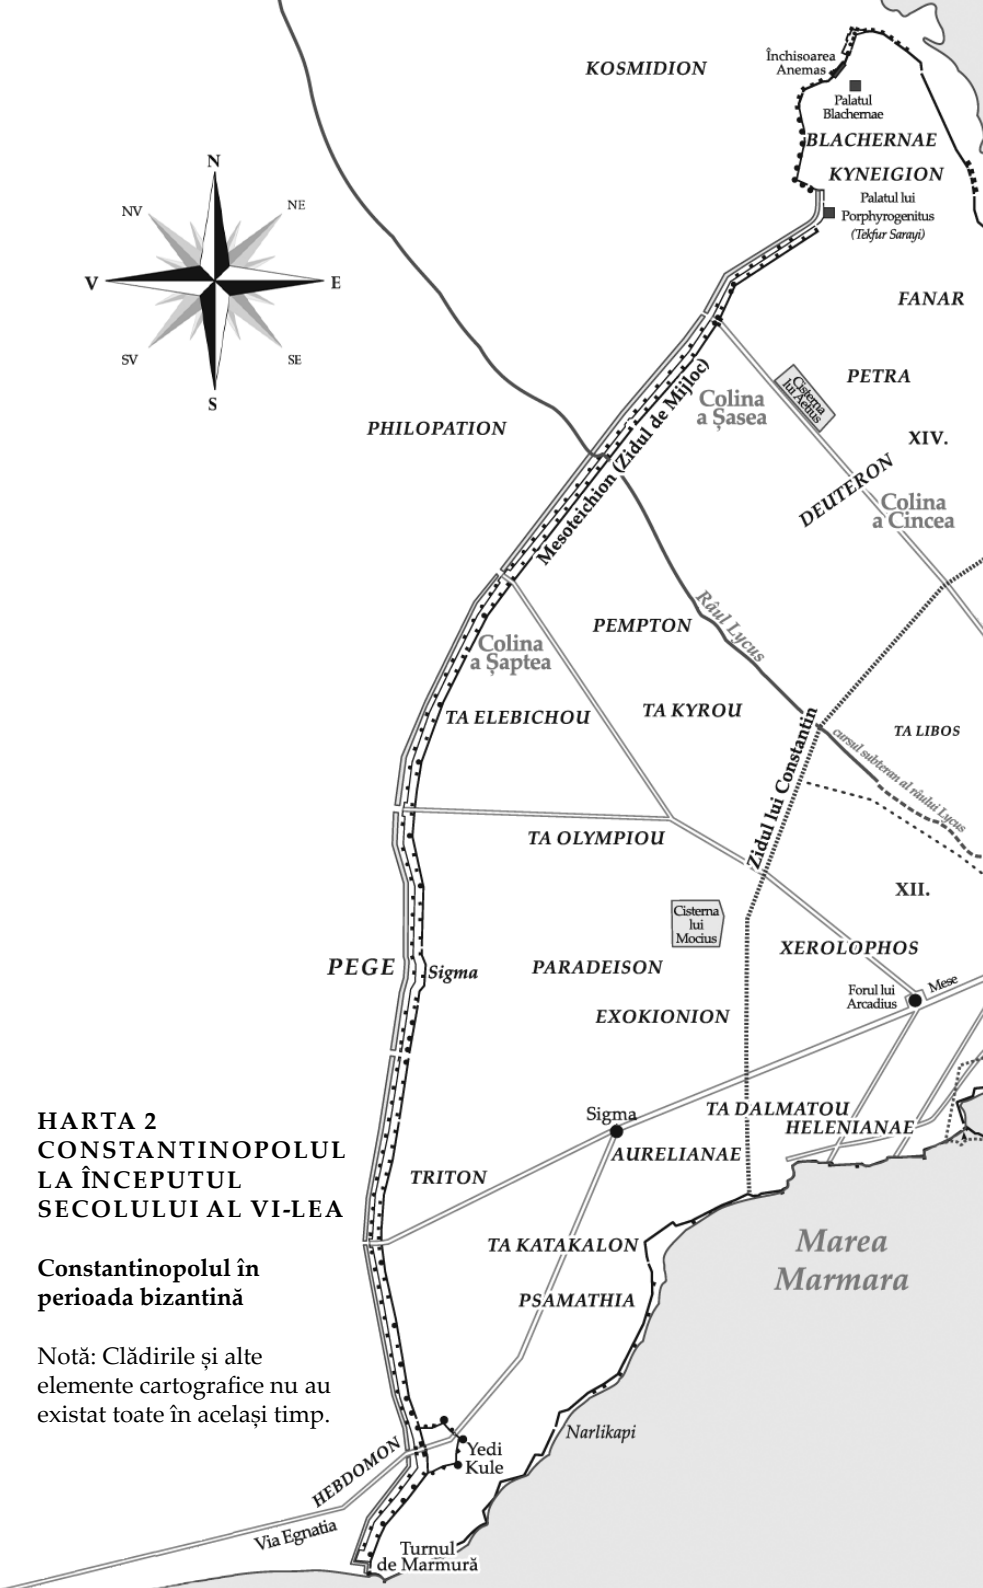 KOSMIDION
Închisoarea
Anemas
Palatul
Blachernae
BLACHERNAE
KYNEIGION
Palatul lui
Porphyrogenitus
(Tekfur Sarayi)
N
NV
NE
V
E
SV
SE
S
FANAR
PETRA
Cisterna
lui Aetius
Colina
a Șasea
PHILOPATION
XIV.
Mesoteichion (Zidul de Mijloc)
DEUTERON
Colina
a Cincea
Râul Lycus
PEMPTON
Colina
a Șaptea
TA ELEBICHOU
TA KYROU
TA LIBOS
cursul subteran al râului Lycus
Zidul lui Constantin
TA OLYMPIOU
XII.
Cisterna
lui
Mocius
XEROLOPHOS
PEGE
Sigma
PARADEISON
Forul lui
Arcadius
Mese
EXOKIONION
Sigma
TA DALMATOU
HELENIANAE
AURELIANAE
TRITON
HARTA 2
CONSTANTINOPOLUL
LA ÎNCEPUTUL
SECOLULUI AL VI-LEA
Constantinopolul în
perioada bizantină
Notă: Clădirile și alte
elemente cartografice nu au
existat toate în același timp.
TA KATAKALON
Marea
Marmara
PSAMATHIA
Narlikapi
Yedi
Kule
HEBDOMON
Via Egnatia
Turnul
de Marmură